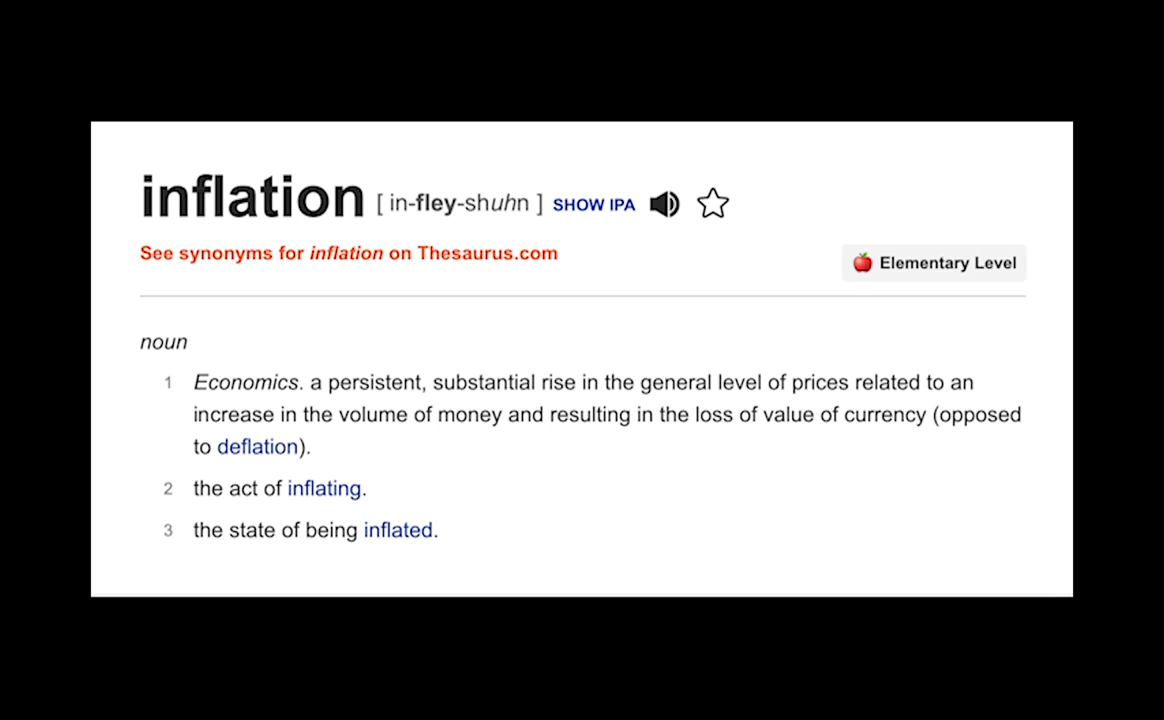 inflation [ in-fley-shuhn ] SHOW IPA
See synonyms for inflation on Thesaurus.com
Elementary Level
noun
1 Economics. a persistent, substantial rise in the general level of prices related to an
increase in the volume of money and resulting in the loss of value of currency (opposed
to deflation).
2 the act of inflating.
3 the state of being inflated.